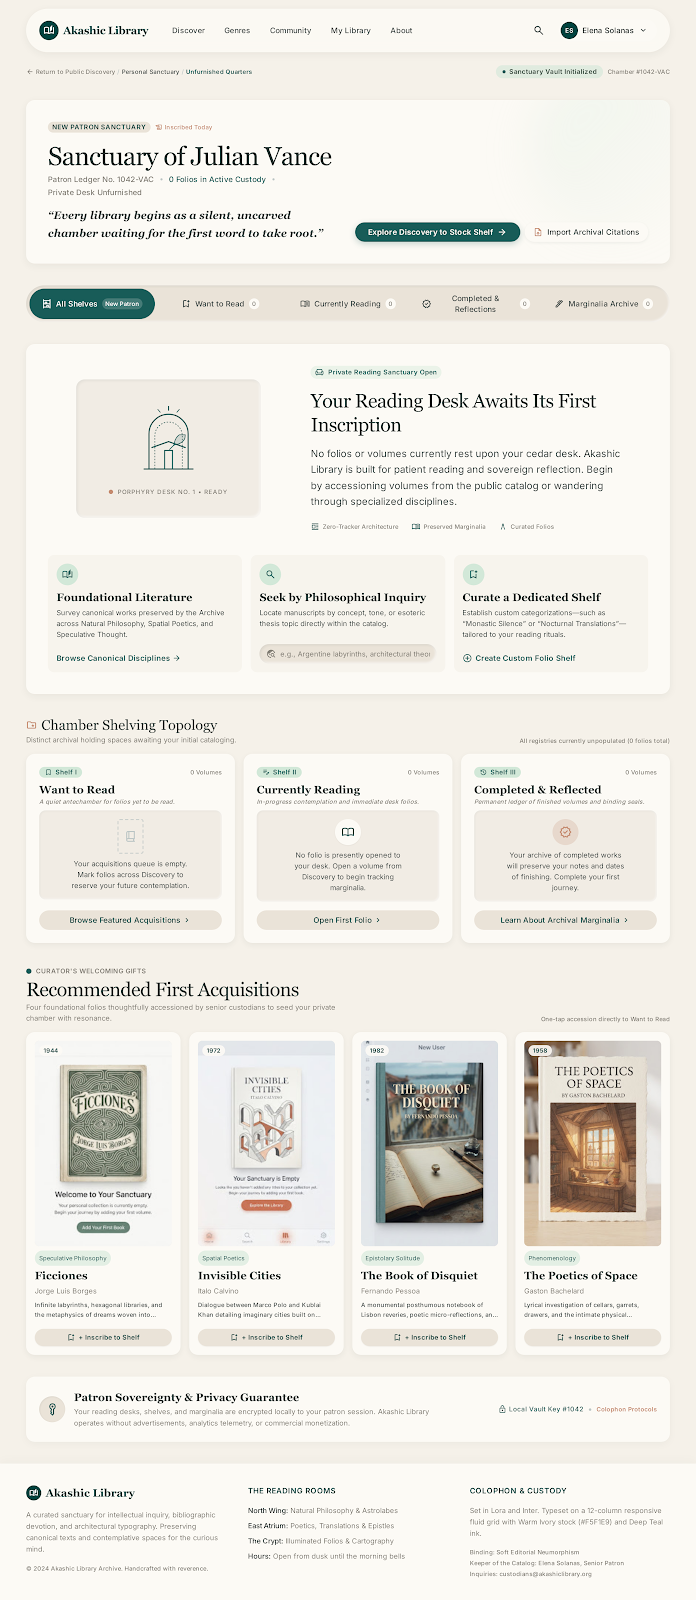 Akashic Library
Discover
Genres
Community
My Library
About
ES
Elena Solanas
← Return to Public Discovery / Personal Sanctuary / Unfurnished Quarters
Sanctuary Vault Initialized
Chamber #1042-VAC
NEW PATRON SANCTUARY
Inscribed Today
Sanctuary of Julian Vance
Patron Ledger No. 1042-VAC • 0 Folios in Active Custody •
Private Desk Unfurnished
“Every library begins as a silent, uncarved
chamber waiting for the first word to take root.”
Explore Discovery to Stock Shelf →
Import Archival Citations
All Shelves New Patron
Want to Read 0
Currently Reading 0
Completed &
Reflections 0
Marginalia Archive 0
PORPHYRY DESK NO. 1 • READY
Private Reading Sanctuary Open
Your Reading Desk Awaits Its First
Inscription
No folios or volumes currently rest upon your cedar desk. Akashic
Library is built for patient reading and sovereign reflection. Begin
by accessioning volumes from the public catalog or wandering
through specialized disciplines.
Zero-Tracker Architecture
Preserved Marginalia
Curated Folios
Foundational Literature
Survey canonical works preserved by the Archive
across Natural Philosophy, Spatial Poetics, and
Speculative Thought.
Browse Canonical Disciplines →
Seek by Philosophical Inquiry
Locate manuscripts by concept, tone, or esoteric
thesis topic directly within the catalog.
e.g., Argentine labyrinths, architectural theor
Curate a Dedicated Shelf
Establish custom categorizations—such as
“Monastic Silence” or “Nocturnal Translations”—
tailored to your reading rituals.
Create Custom Folio Shelf
Chamber Shelving Topology
Distinct archival holding spaces awaiting your initial cataloging.
All registries currently unpopulated (0 folios total)
Shelf I
0 Volumes
Want to Read
A quiet antechamber for folios yet to be read.
Your acquisitions queue is empty.
Mark folios across Discovery to
reserve your future contemplation.
Browse Featured Acquisitions ›
Shelf II
0 Volumes
Currently Reading
In-progress contemplation and immediate desk folios.
No folio is presently opened to
your desk. Open a volume from
Discovery to begin tracking
marginalia.
Open First Folio ›
Shelf III
0 Volumes
Completed & Reflected
Permanent ledger of finished volumes and binding seals.
Your archive of completed works
will preserve your notes and dates
of finishing. Complete your first
journey.
Learn About Archival Marginalia ›
CURATOR'S WELCOMING GIFTS
Recommended First Acquisitions
Four foundational folios thoughtfully accessioned by senior custodians to seed your private
chamber with resonance.
One-tap accession directly to Want to Read
1944
FICCIONES
JORGE LUIS BORGES
Welcome to Your Sanctuary
Your personal collection is currently empty.
Begin your journey by adding your first volume.
Add Your First Book
Speculative Philosophy
Ficciones
Jorge Luis Borges
Infinite labyrinths, hexagonal libraries, and
the metaphysics of dreams woven into...
+ Inscribe to Shelf
1972
INVISIBLE
CITIES
ITALO CALVINO
Your Sanctuary is Empty
Begin your journey by adding your first book.
Spatial Poetics
Invisible Cities
Italo Calvino
Dialogue between Marco Polo and Kublai
Khan detailing imaginary cities built on...
+ Inscribe to Shelf
1982
New User
THE BOOK OF
DISQUIET
BY FERNANDO PESSOA
Epistolary Solitude
The Book of Disquiet
Fernando Pessoa
A monumental posthumous notebook of
Lisbon reveries, poetic micro-reflections, an...
+ Inscribe to Shelf
1958
THE POETICS
OF SPACE
BY GASTON BACHELARD
Phenomenology
The Poetics of Space
Gaston Bachelard
Lyrical investigation of cellars, garrets,
drawers, and the intimate physical...
+ Inscribe to Shelf
Patron Sovereignty & Privacy Guarantee
Your reading desks, shelves, and marginalia are encrypted locally to your patron session. Akashic Library
operates without advertisements, analytics telemetry, or commercial monetization.
Local Vault Key #1042 • Colophon Protocols
Akashic Library
A curated sanctuary for intellectual inquiry, bibliographic
devotion, and architectural typography. Preserving
canonical texts and contemplative spaces for the curious
mind.
© 2024 Akashic Library Archive. Handcrafted with reverence.
THE READING ROOMS
North Wing: Natural Philosophy & Astrolabes
East Atrium: Poetics, Translations & Epistles
The Crypt: Illuminated Folios & Cartography
Hours: Open from dusk until the morning bells
COLOPHON & CUSTODY
Set in Lora and Inter. Typeset on a 12-column responsive
fluid grid with Warm Ivory stock (#F5F1E9) and Deep Teal
ink.
Binding: Soft Editorial Neumorphism
Keeper of the Catalog: Elena Solanas, Senior Patron
Inquiries: custodians@akashiclibrary.org